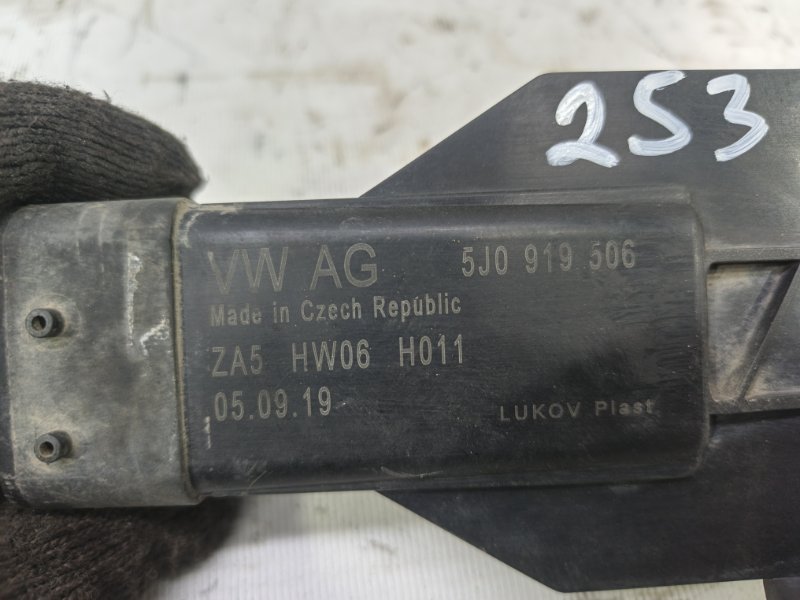 253
VW AG 5J0 919 506
Made in Czech Republic
ZA5 HW06 H011
05.09.19
LUKOV Plast